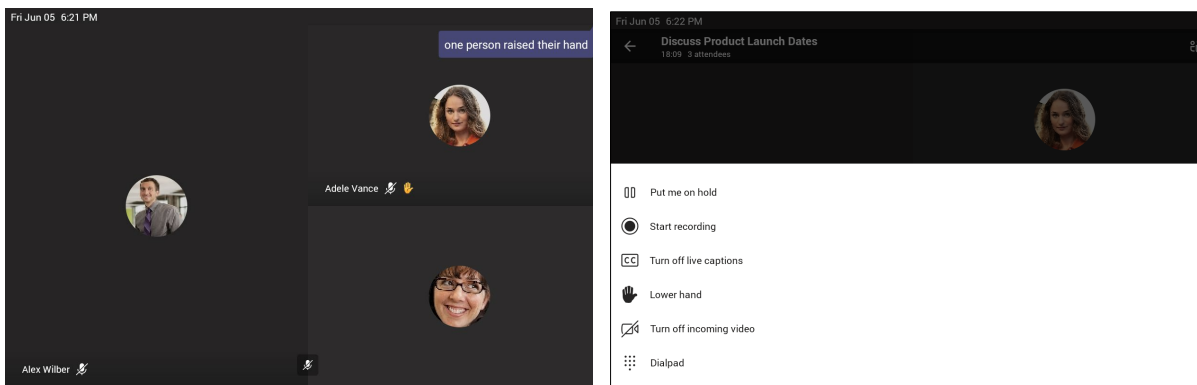 Fri Jun 05 6:21 PM
one person raised their hand
Adele Vance
Alex Wilber
Fri Jun 05 6:22 PM
Discuss Product Launch Dates
18:09 3 attendees
Put me on hold
Start recording
CC Turn off live captions
Lower hand
Turn off incoming video
Dialpad